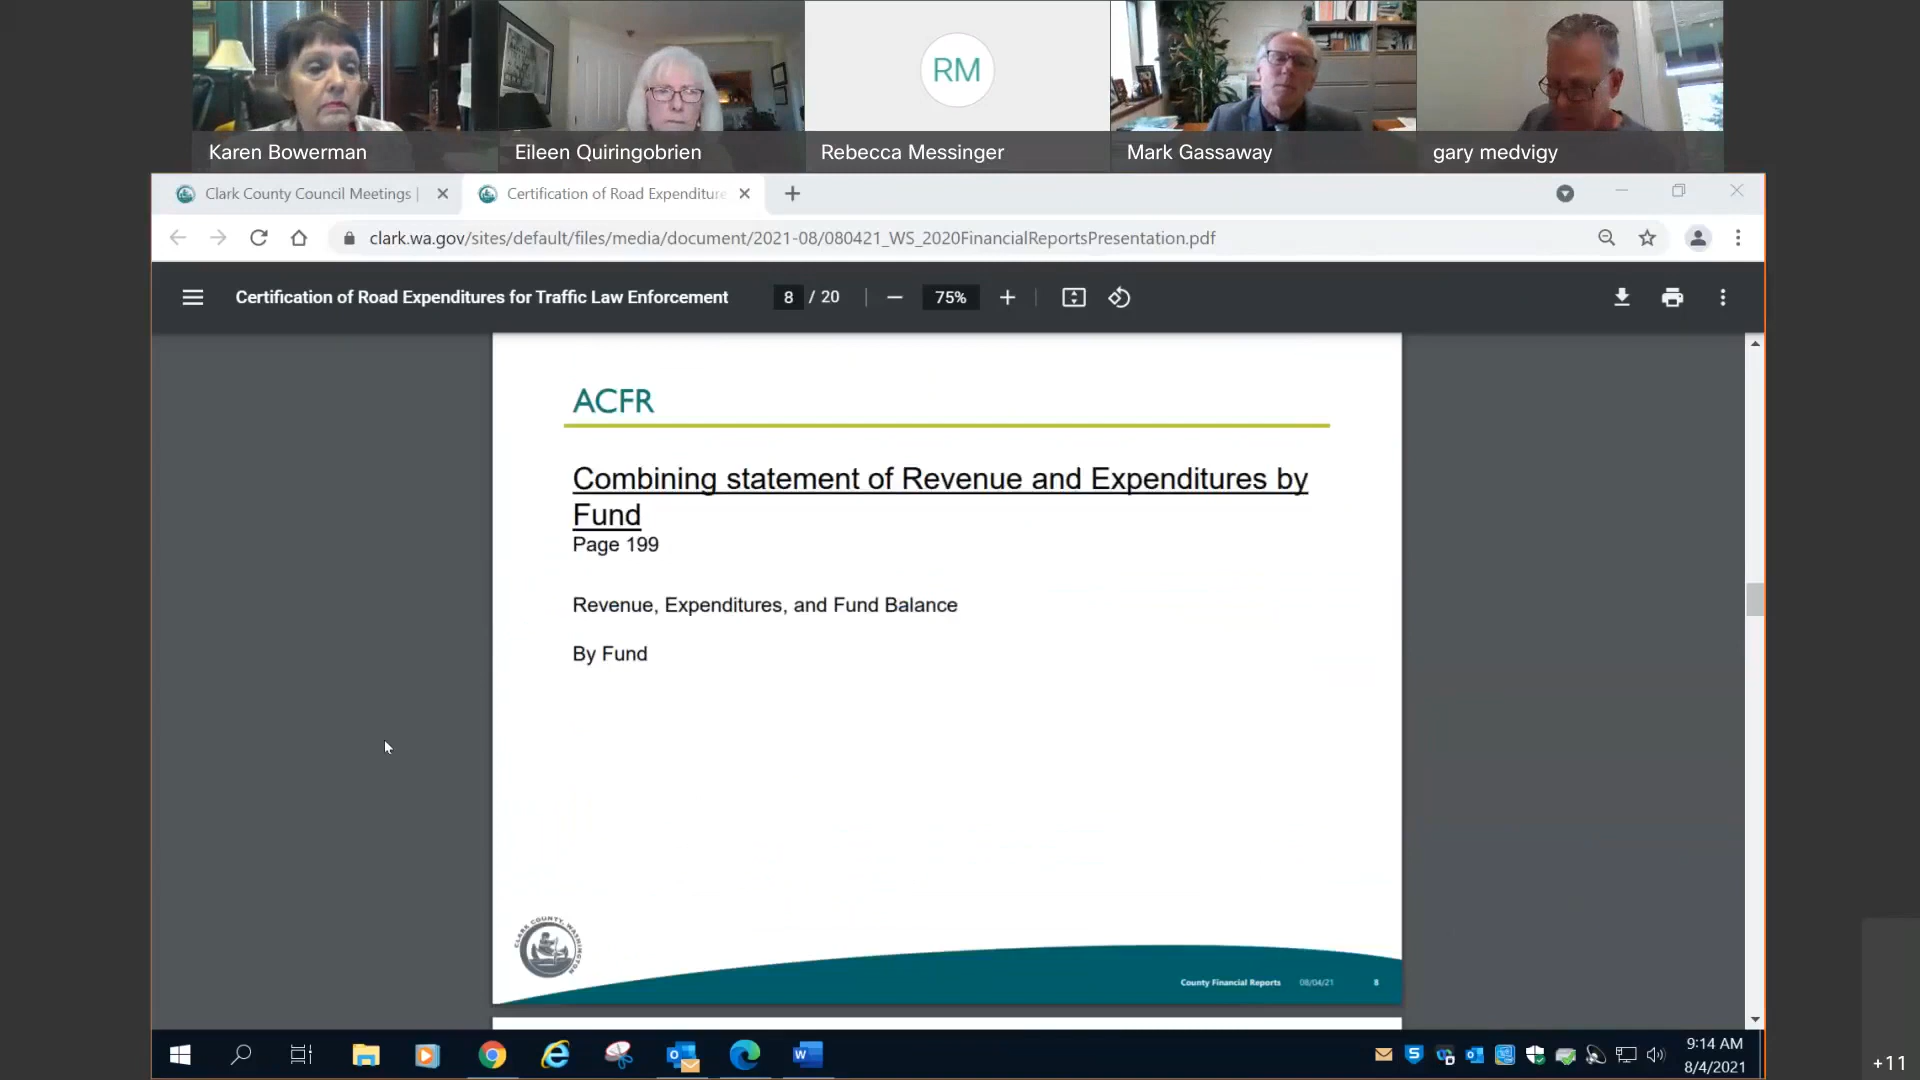 RM
Karen Bowerman
Eileen Quiringobrien
Rebecca Messinger
Mark Gassaway
gary medvigy
Clark County Council Meetings |
Certification of Road Expenditure
clark.wa.gov/sites/default/files/media/document/2021-08/080421_WS_2020FinancialReportsPresentation.pdf
Certification of Road Expenditures for Traffic Law Enforcement
8 / 20
75%
ACFR
Combining statement of Revenue and Expenditures by
Fund
Page 199
Revenue, Expenditures, and Fund Balance
By Fund
CLARK COUNTY, WASHINGTON
County Financial Reports 08/04/21 8
9:14 AM
8/4/2021
+11